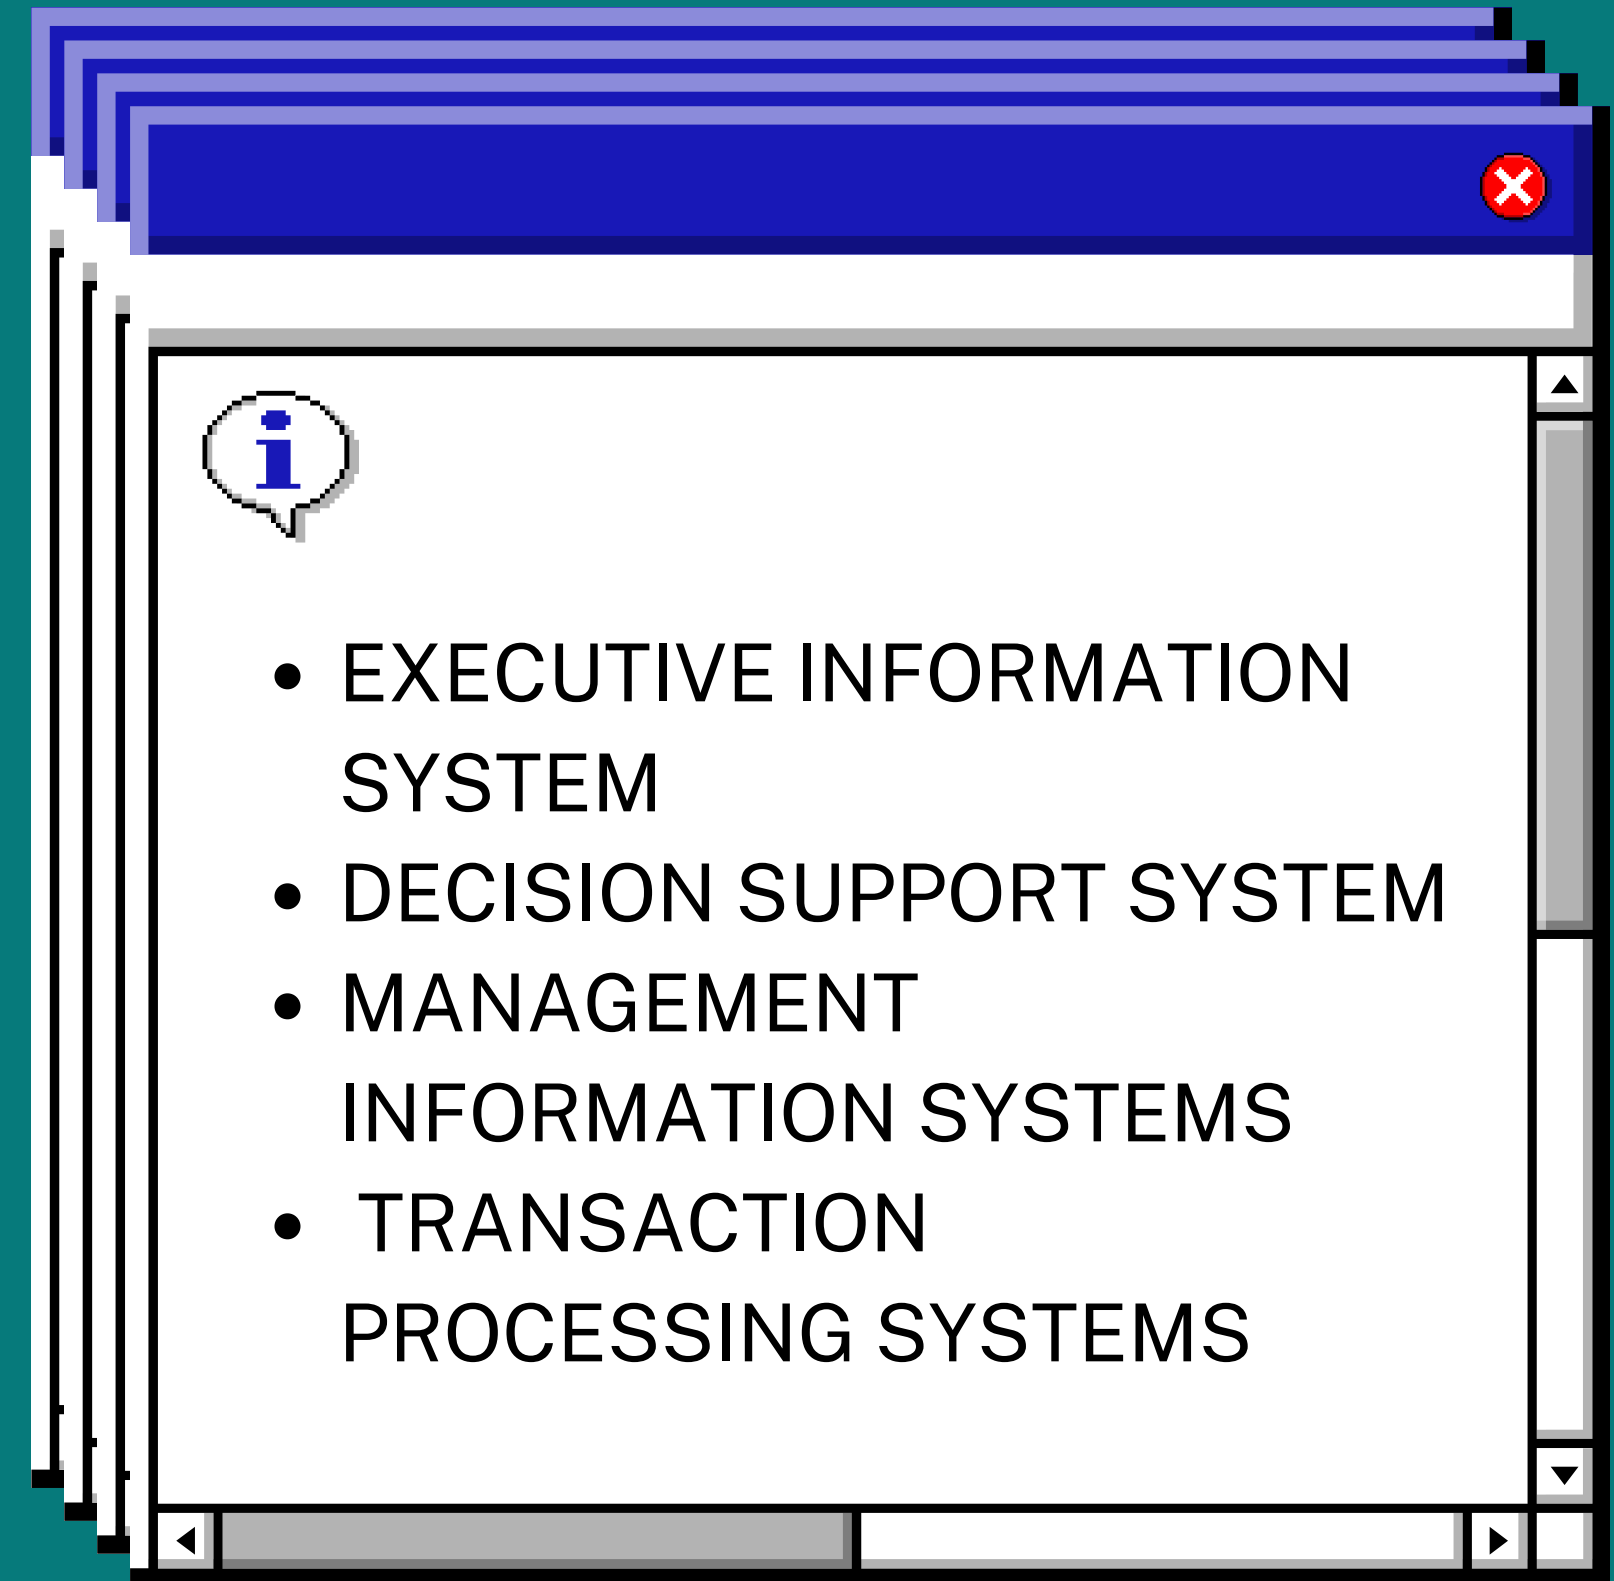 i
• EXECUTIVE INFORMATION
SYSTEM
• DECISION SUPPORT SYSTEM
• MANAGEMENT
INFORMATION SYSTEMS
• TRANSACTION
PROCESSING SYSTEMS